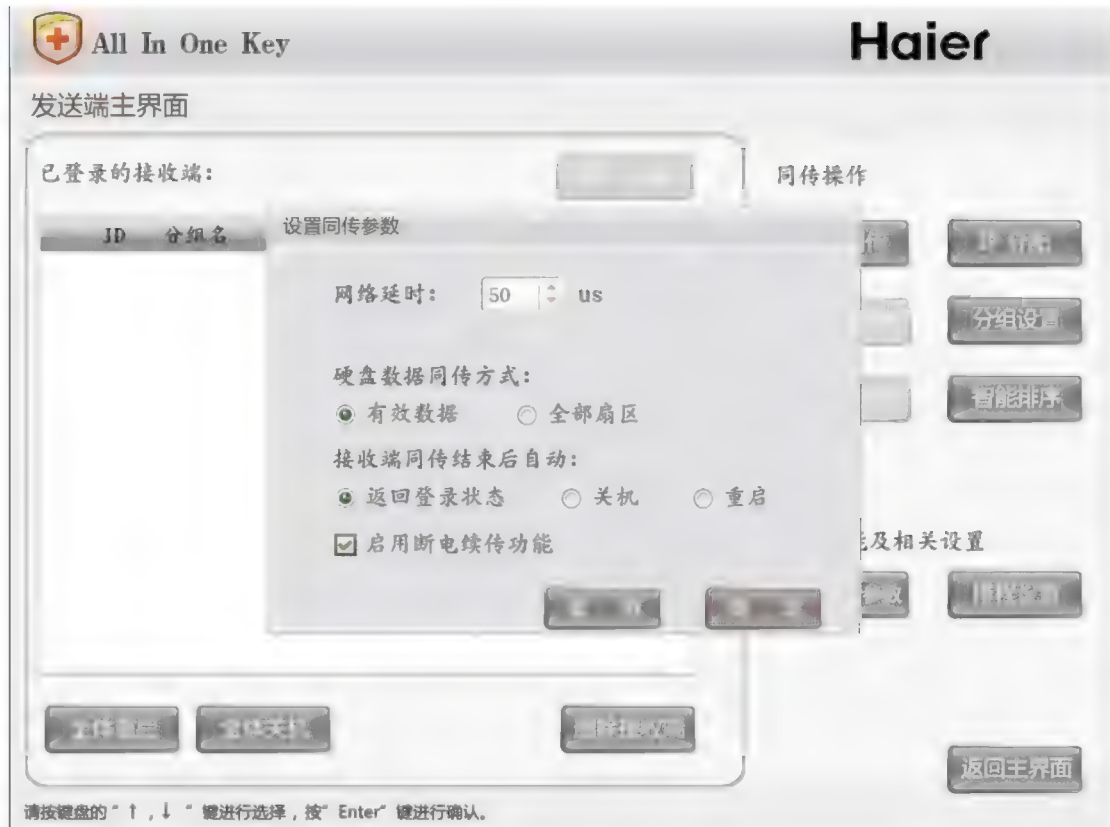 All In One Key
Haier
发送端主界面
已登录的接收端:
同传操作
ID 分组名
设置同传参数
网络延时: 50 us
分组设置
硬盘数据同传方式:
有效数据 全部扇区
智能排序
接收端同传结束后自动:
返回登录状态 关机 重启
启用断电续传功能
及相关设置
参数
返回主界面
请按键盘的"↑,↓"键进行选择,按"Enter"键进行确认。